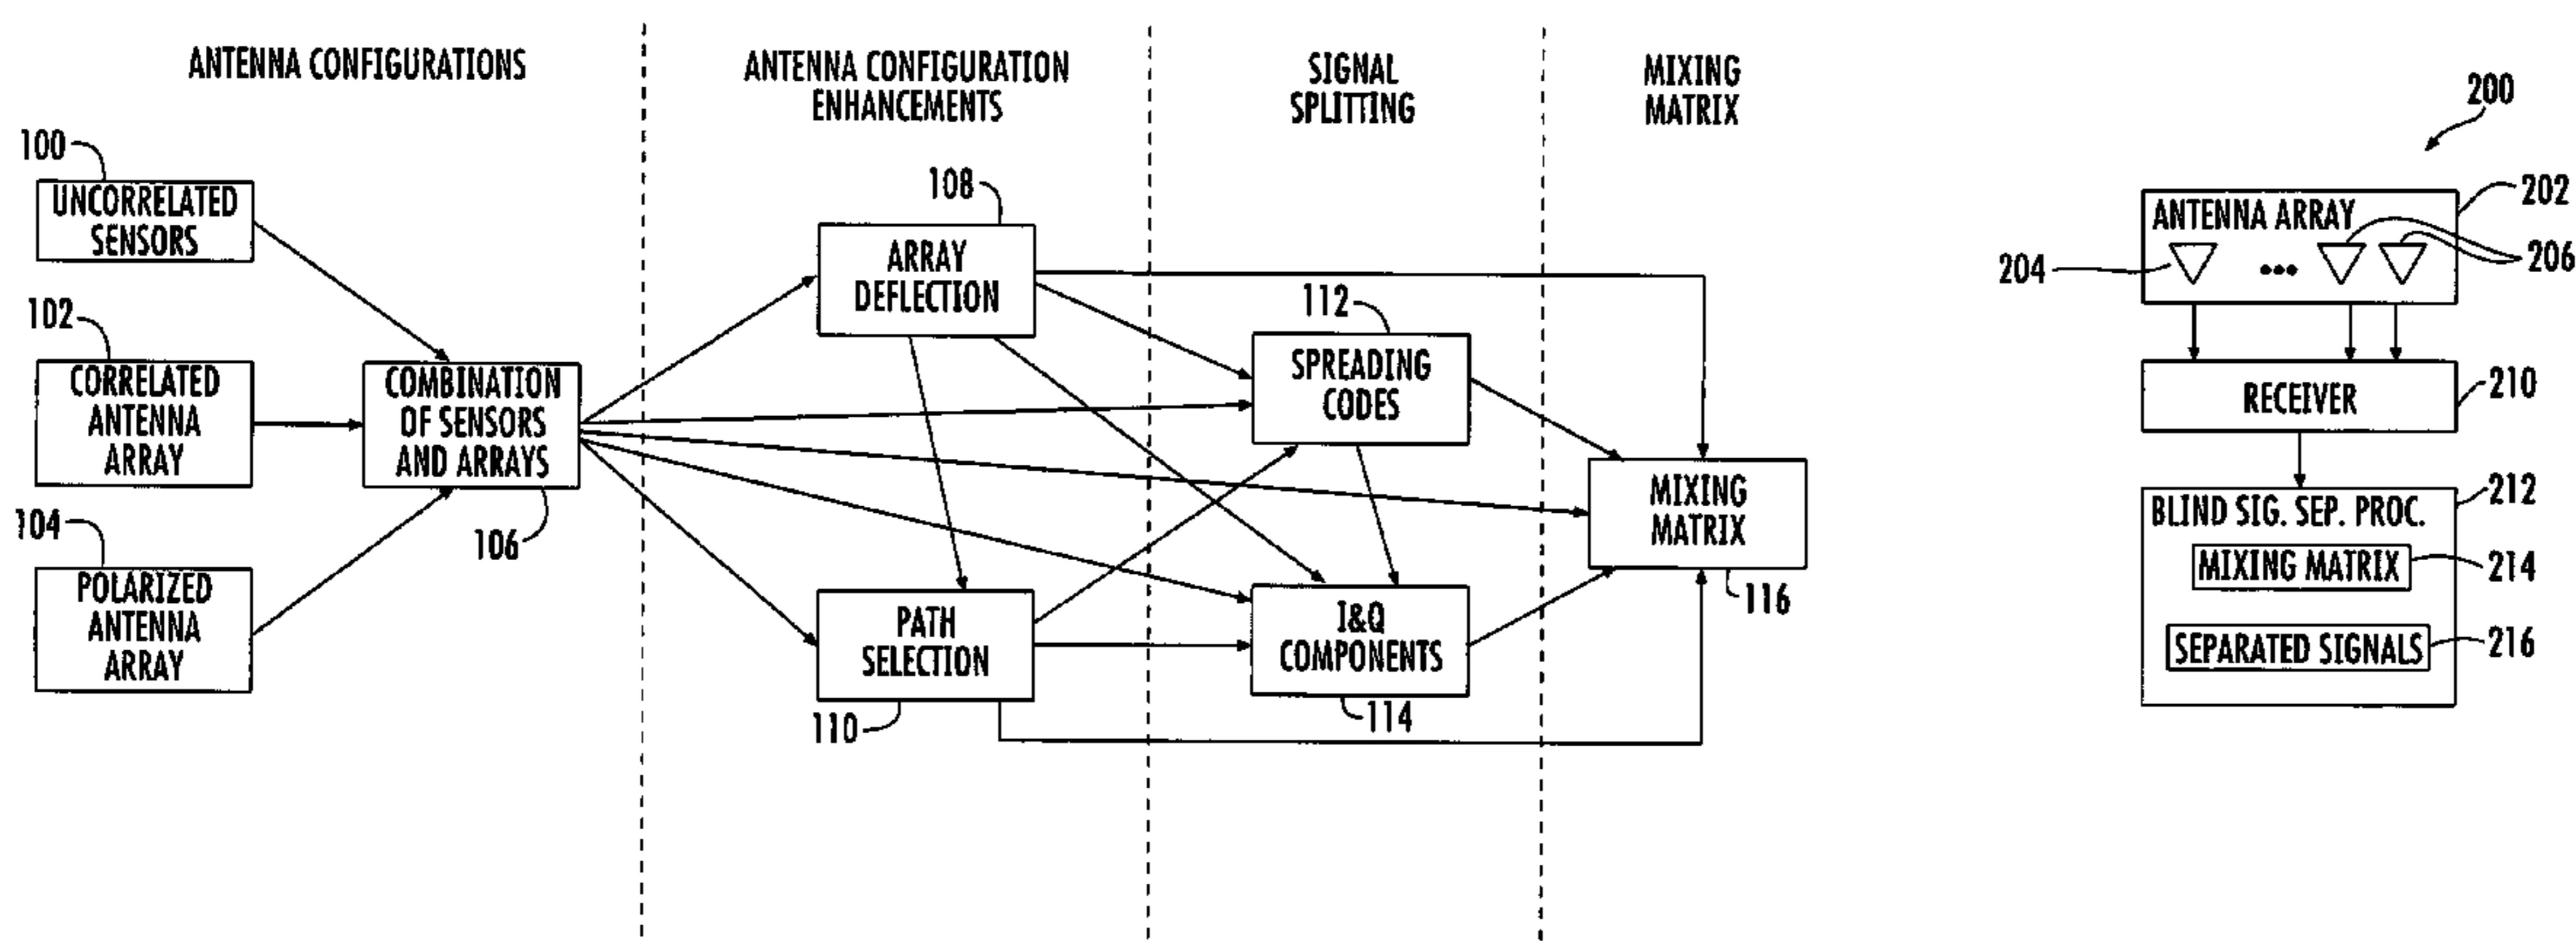 ANTENNA CONFIGURATIONS
ANTENNA CONFIGURATION
ENHANCEMENTS
SIGNAL
SPLITTING
MIXING
MATRIX
100
UNCORRELATED
SENSORS
102
CORRELATED
ANTENNA
ARRAY
104
POLARIZED
ANTENNA
ARRAY
COMBINATION
OF SENSORS
AND ARRAYS
106
108
ARRAY
DEFLECTION
PATH
SELECTION
110
112
SPREADING
CODES
I&Q
COMPONENTS
114
MIXING
MATRIX
116
200
202
ANTENNA ARRAY
204
•••
206
RECEIVER
210
212
BLIND SIG. SEP. PROC.
MIXING MATRIX
214
SEPARATED SIGNALS
216